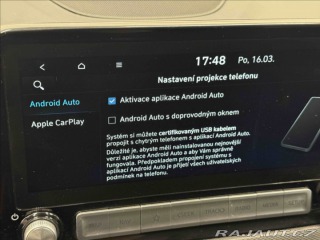 17:48 Po, 16.03.
Nastavení projekce telefonu
Android Auto
Apple CarPlay
Aktivace aplikace Android Auto
Android Auto s doprovodným oknem
Systém si můžete certifikovaným USB kabelem
propojit s chytrým telefonem s aplikací Android Auto.
Důležité je, abyste měli nainstalovanou nejnovější
verzi aplikace Android Auto a aby Vám správně
fungovala. Předpokladem propojení systému s
aplikací Android Auto je přijetí všech uživatelských
podmínek na telefonu.
RAJAUT.CZ